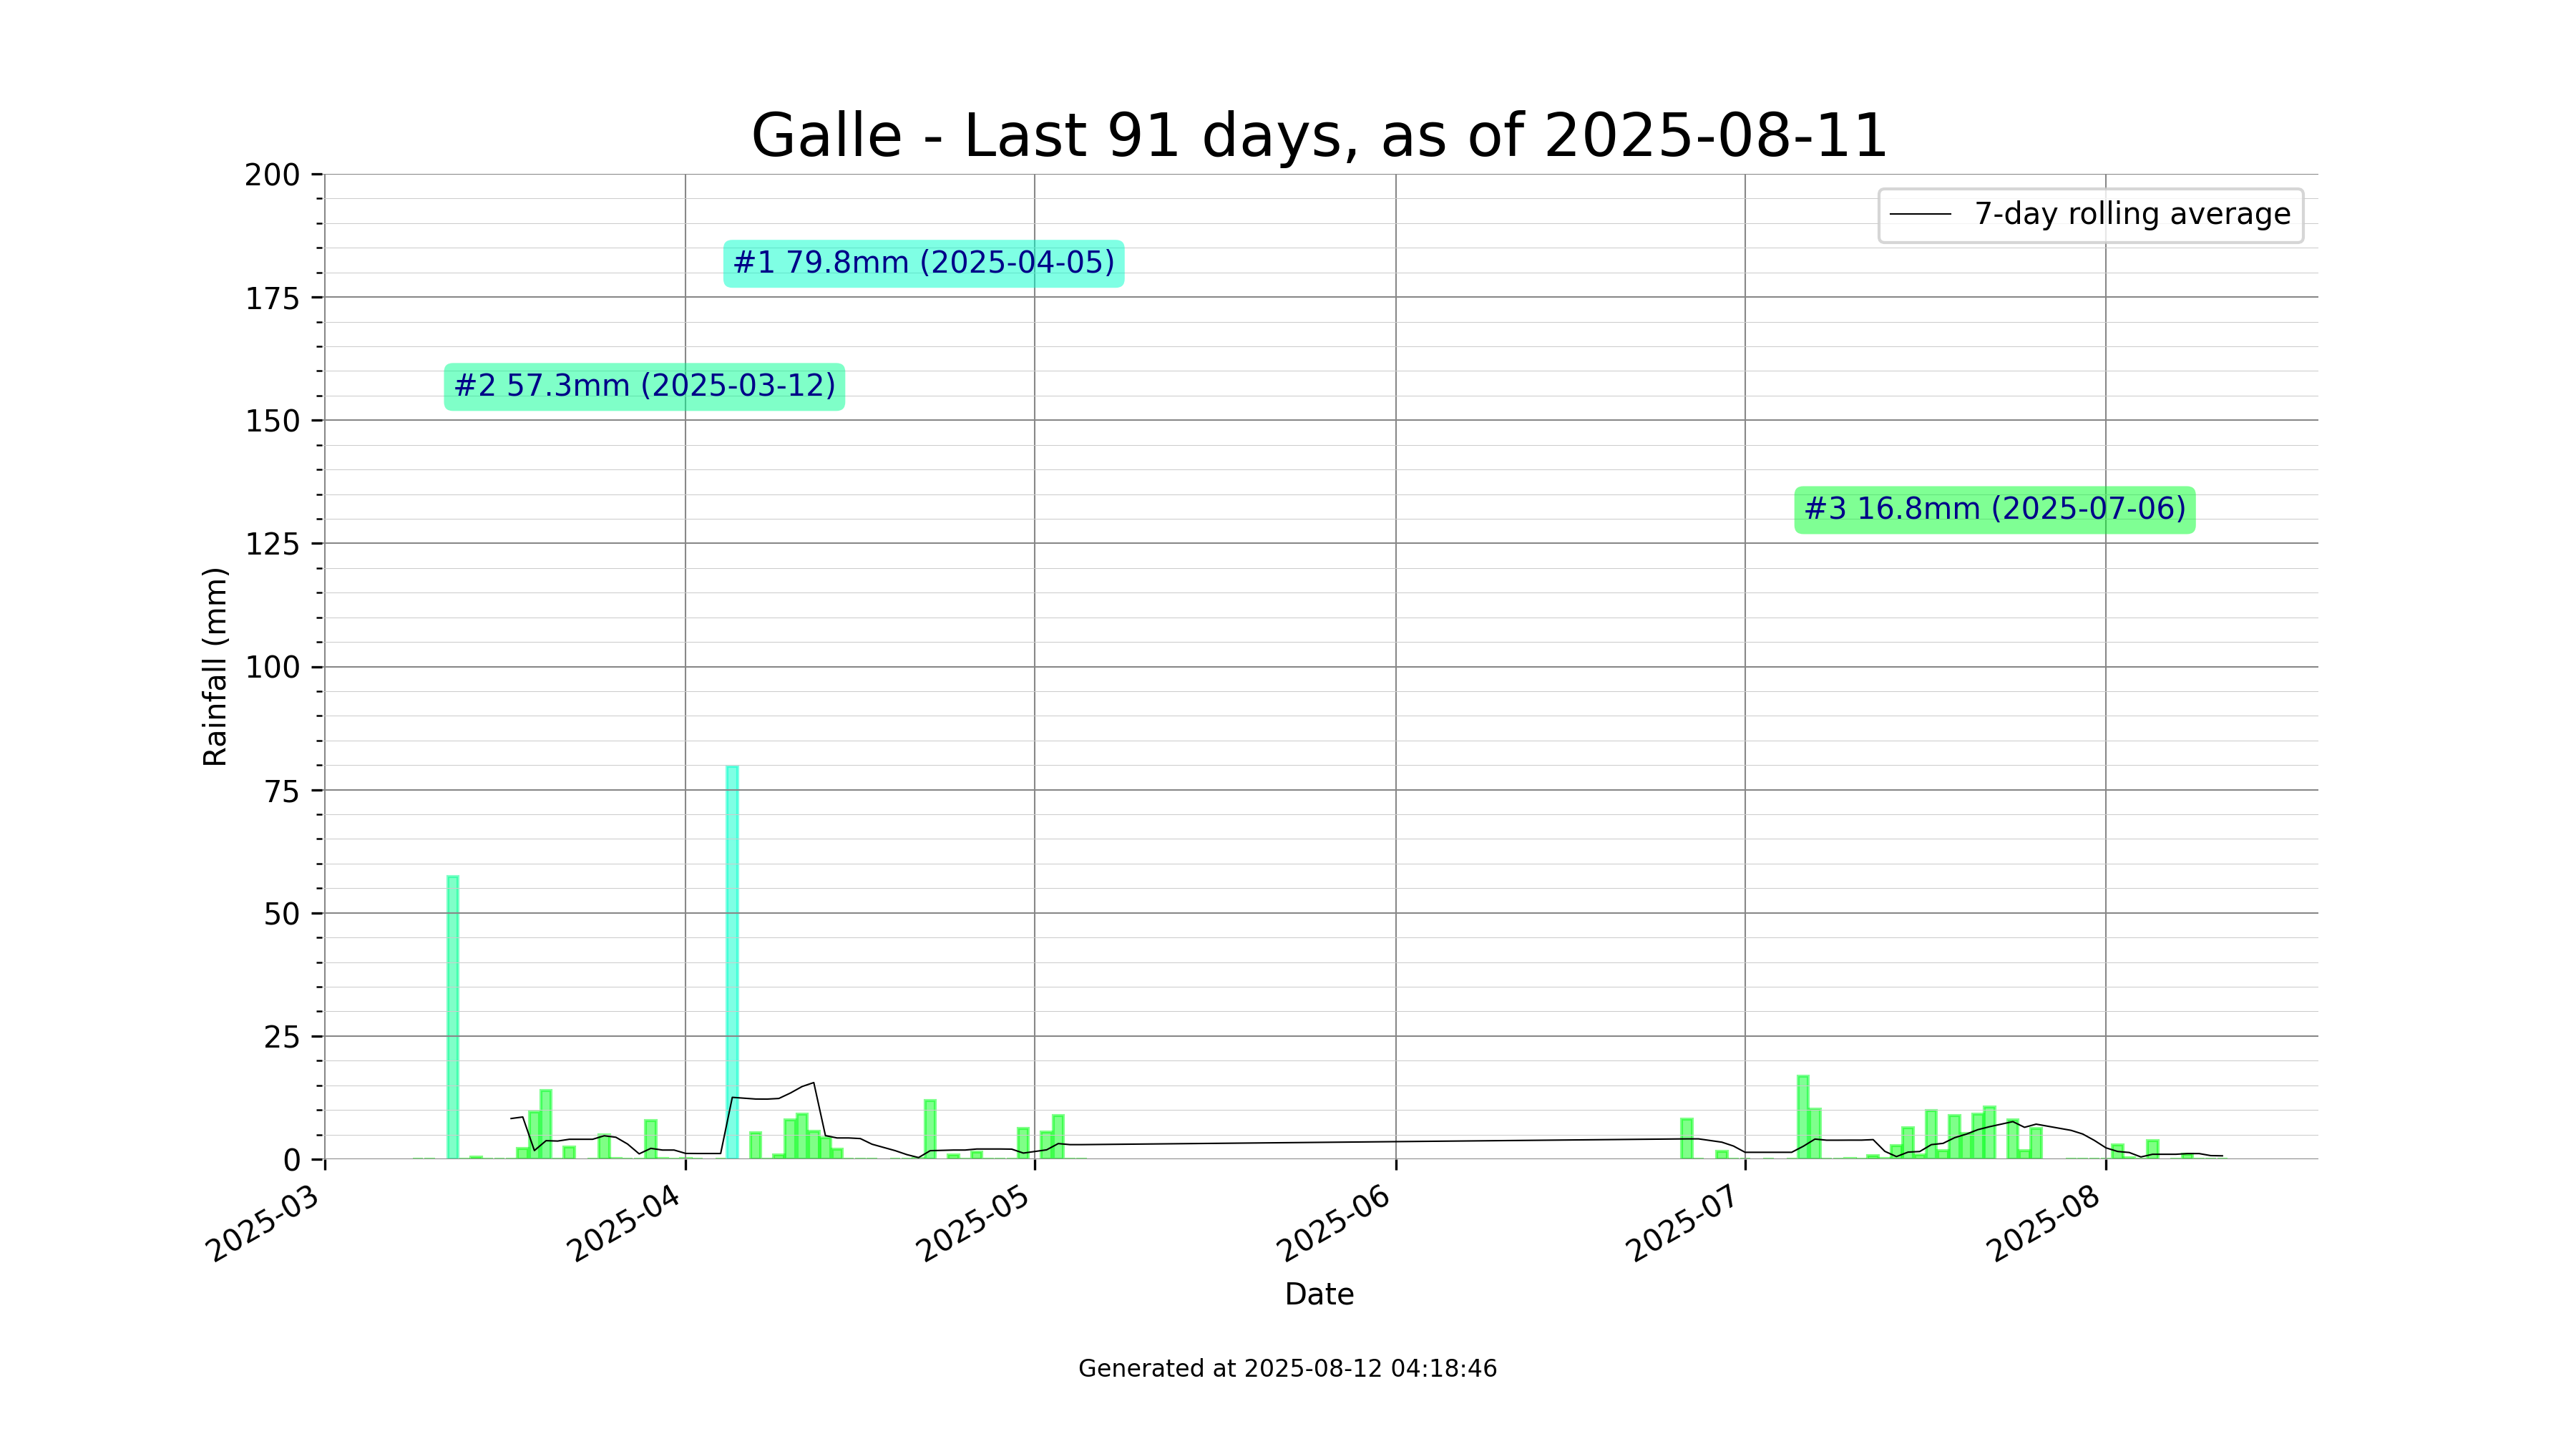 Galle - Last 91 days, as of 2025-08-11
200
175
150
125
100
75
50
25
0
Rainfall (mm)
7-day rolling average
#1 79.8mm (2025-04-05)
#2 57.3mm (2025-03-12)
#3 16.8mm (2025-07-06)
2025-03
2025-04
2025-05
2025-06
2025-07
2025-08
Date
Generated at 2025-08-12 04:18:46